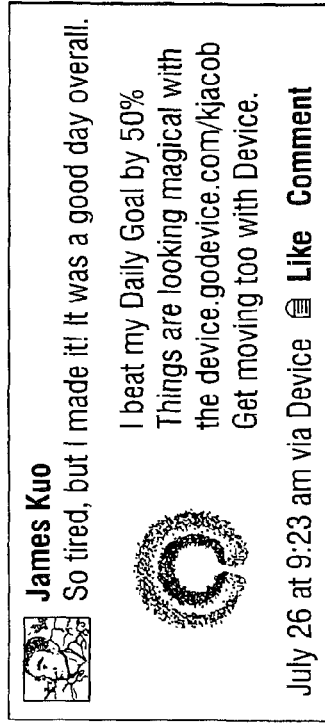 James Kuo
So tired, but I made it! It was a good day overall.
I beat my Daily Goal by 50%
Things are looking magical with
the device.godevice.com/kjacob
Get moving too with Device.
July 26 at 9:23 am via Device Like Comment